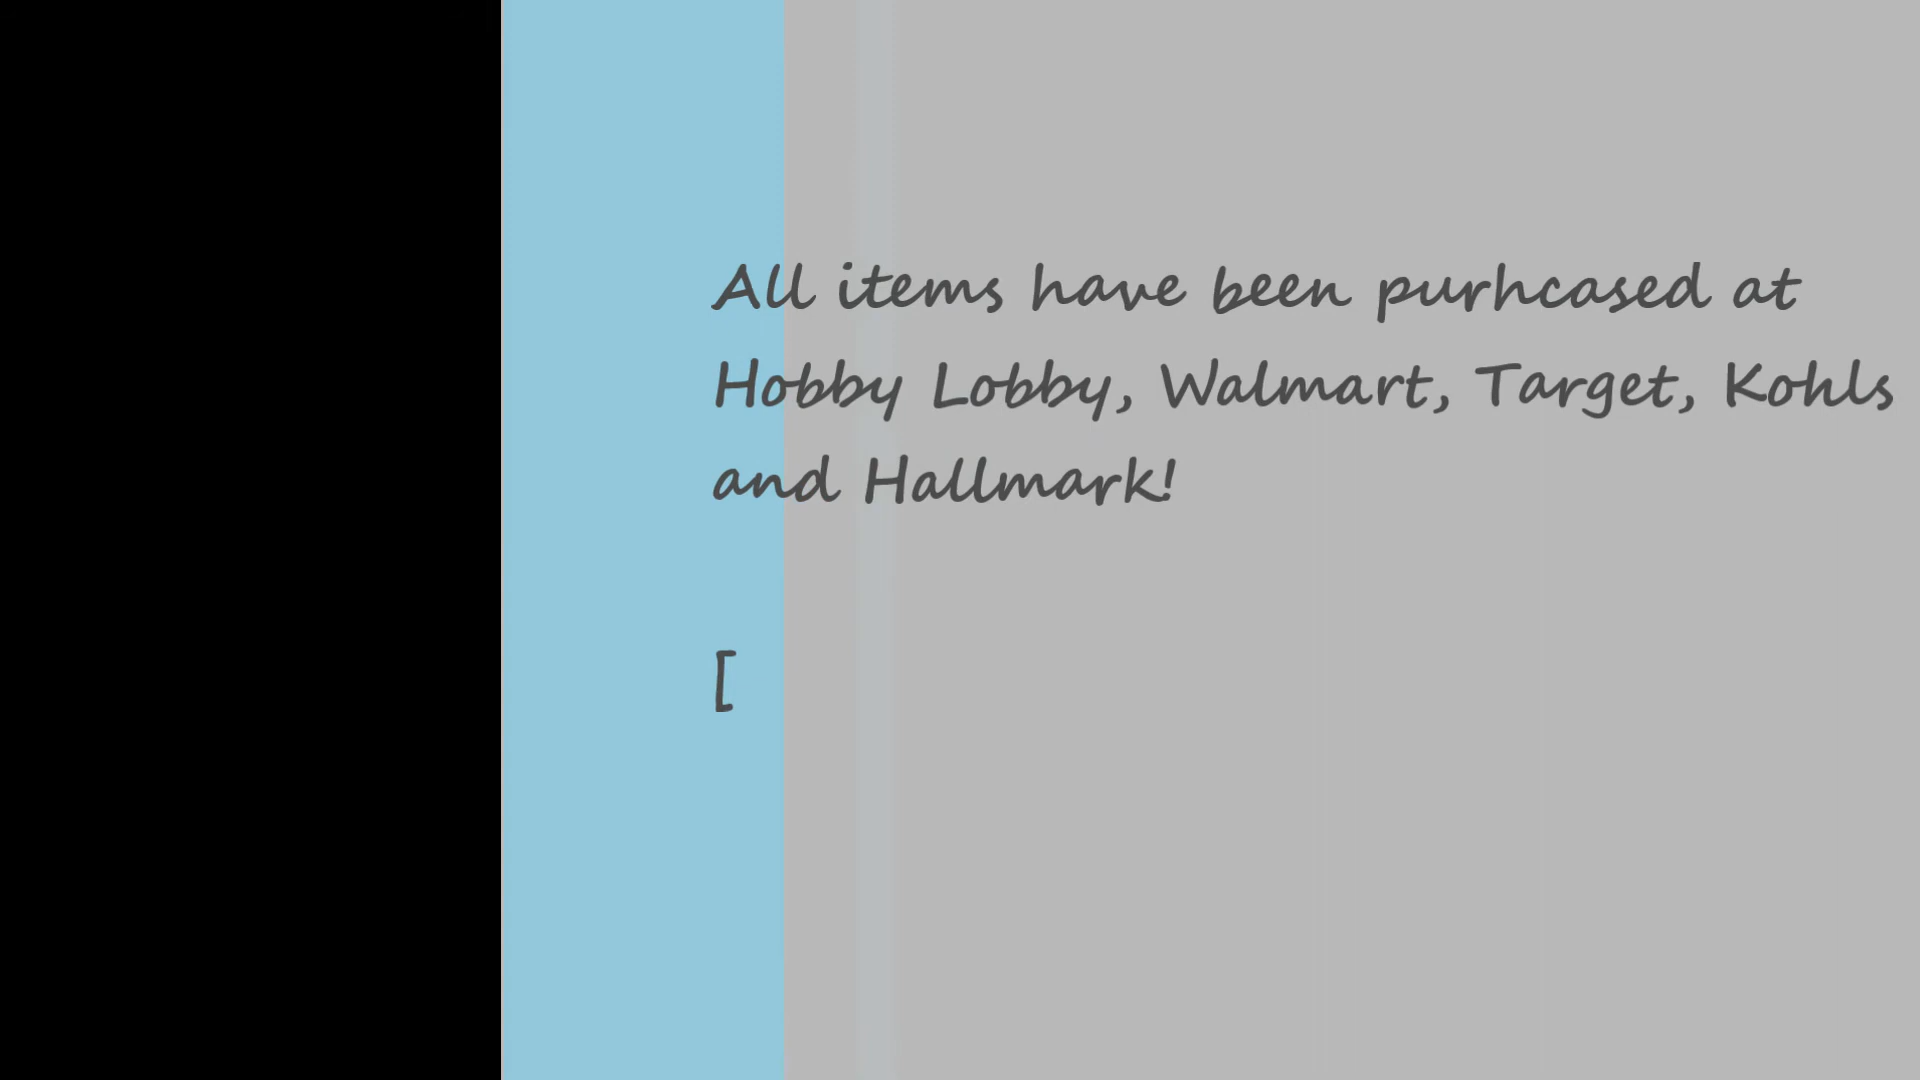 All items have been purhcased at
Hobby Lobby, Walmart, Target, Kohls
and Hallmark!
[